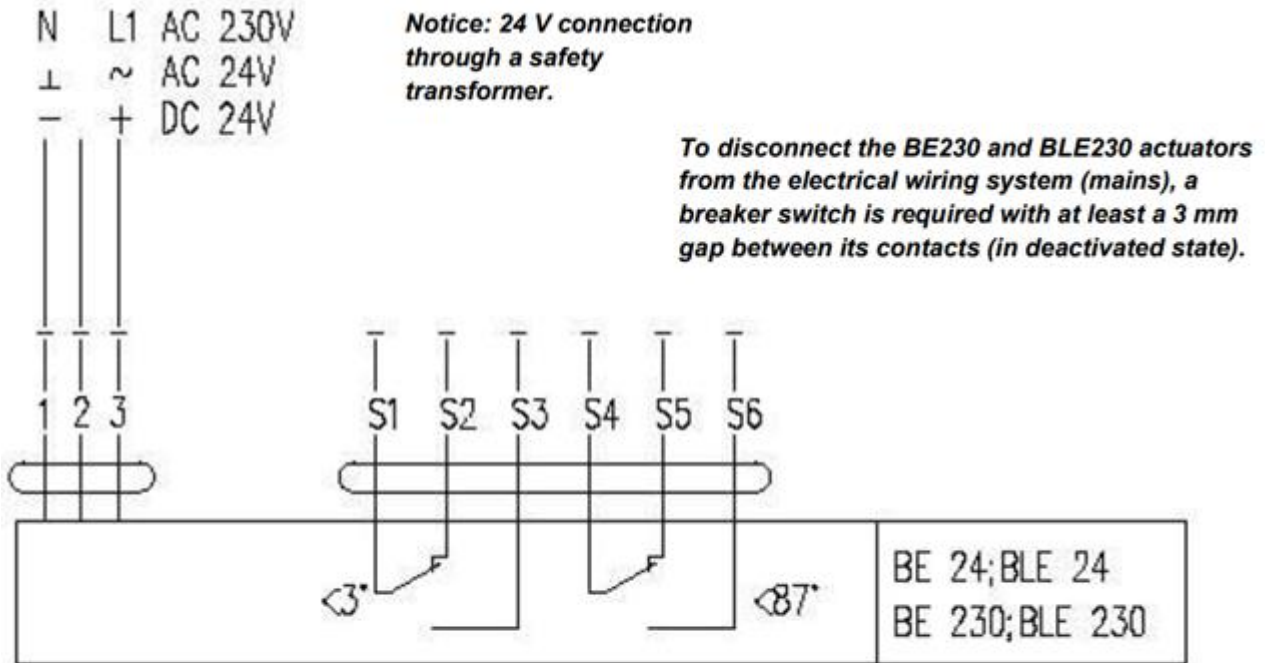 N L1 AC 230V
⊥ ~ AC 24V
− + DC 24V
Notice: 24 V connection
through a safety
transformer.
To disconnect the BE230 and BLE230 actuators
from the electrical wiring system (mains), a
breaker switch is required with at least a 3 mm
gap between its contacts (in deactivated state).
1 2 3 S1 S2 S3 S4 S5 S6
<3° <87°
BE 24;BLE 24
BE 230;BLE 230